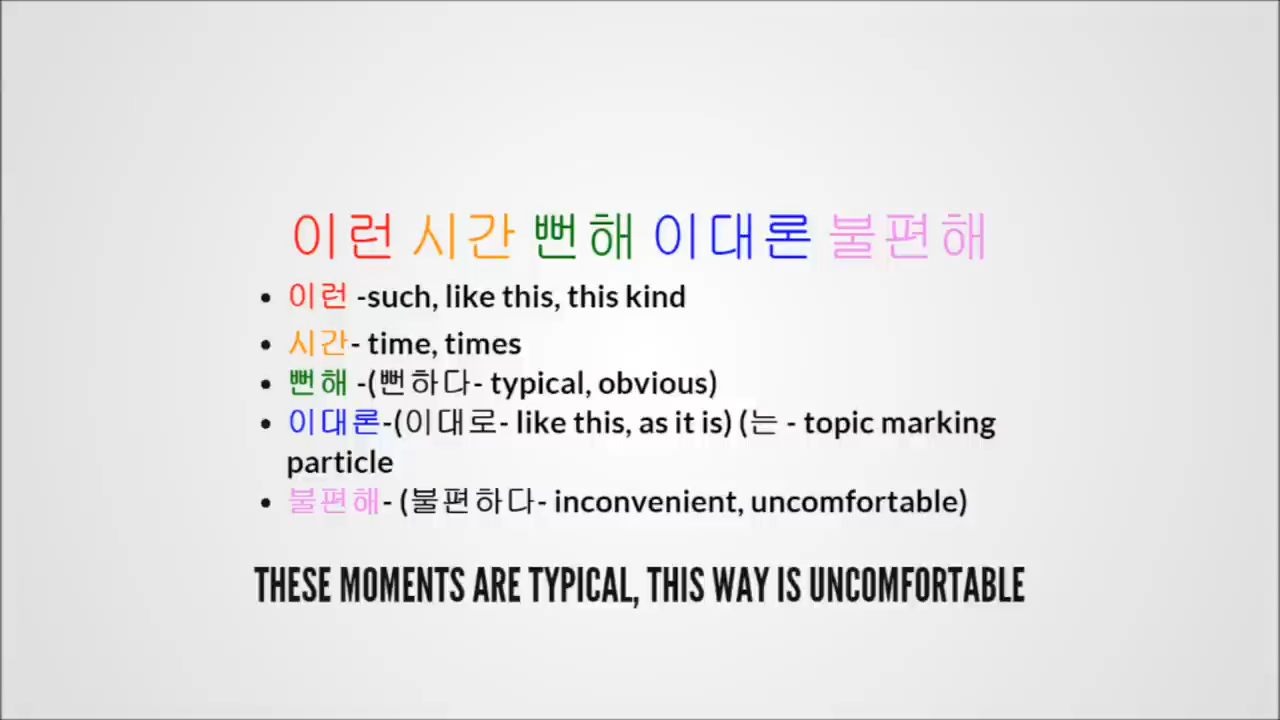 이런 시간 뻔해 이대론 불편해
• 이런 -such, like this, this kind
• 시간- time, times
• 뻔해 -(뻔하다- typical, obvious)
• 이대론-(이대로- like this, as it is) (는 - topic marking
particle
• 불편해- (불편하다- inconvenient, uncomfortable)
THESE MOMENTS ARE TYPICAL, THIS WAY IS UNCOMFORTABLE